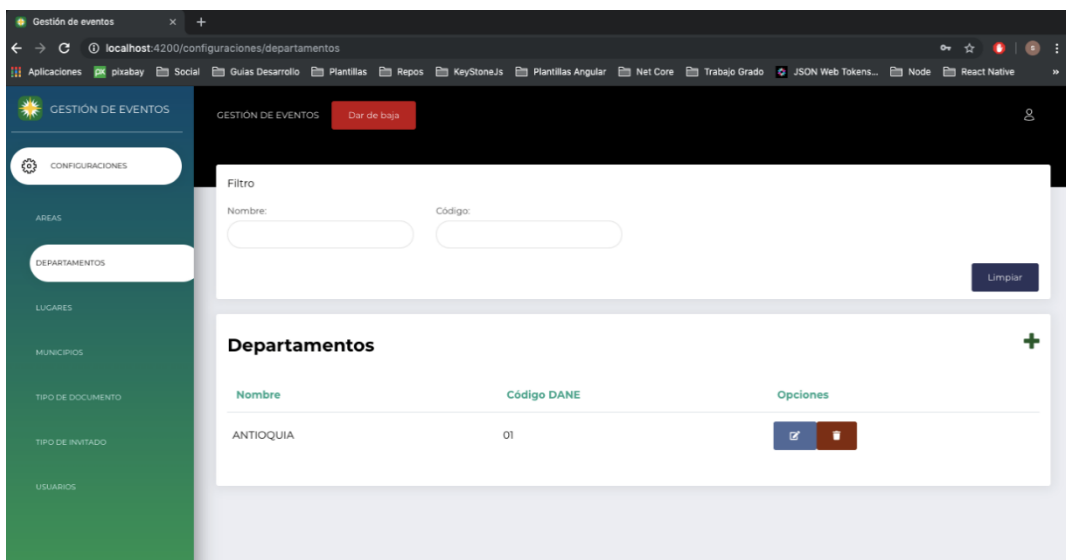 Gestión de eventos
localhost:4200/configuraciones/departamentos
Aplicaciones px pixabay Social Guias Desarrollo Plantillas Repos KeyStoneJs Plantillas Angular Net Core Trabajo Grado JSON Web Tokens... Node React Native »
GESTIÓN DE EVENTOS
GESTIÓN DE EVENTOS Dar de baja
CONFIGURACIONES
Filtro
Nombre: Código:
AREAS
DEPARTAMENTOS
Limpiar
LUGARES
Departamentos
MUNICIPIOS
Nombre Código DANE Opciones
TIPO DE DOCUMENTO
ANTIOQUIA 01
TIPO DE INVITADO
USUARIOS